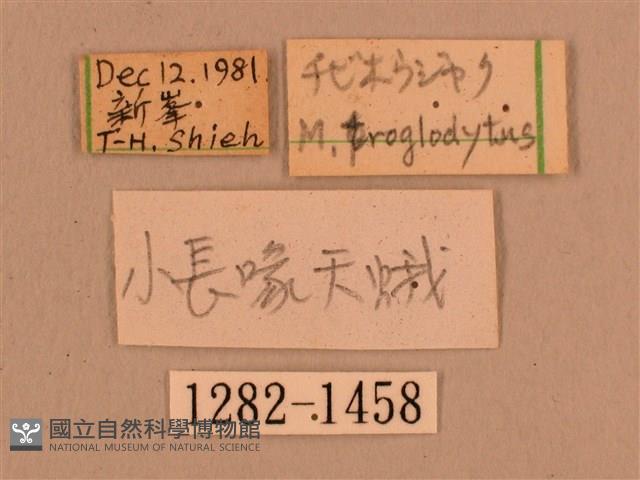 Dec 12.1981.
新峯
T-H. Shieh
チビホウジャク
M. troglodytus
小長喙天蛾
1282-1458
國立自然科學博物館
NATIONAL MUSEUM OF NATURAL SCIENCE